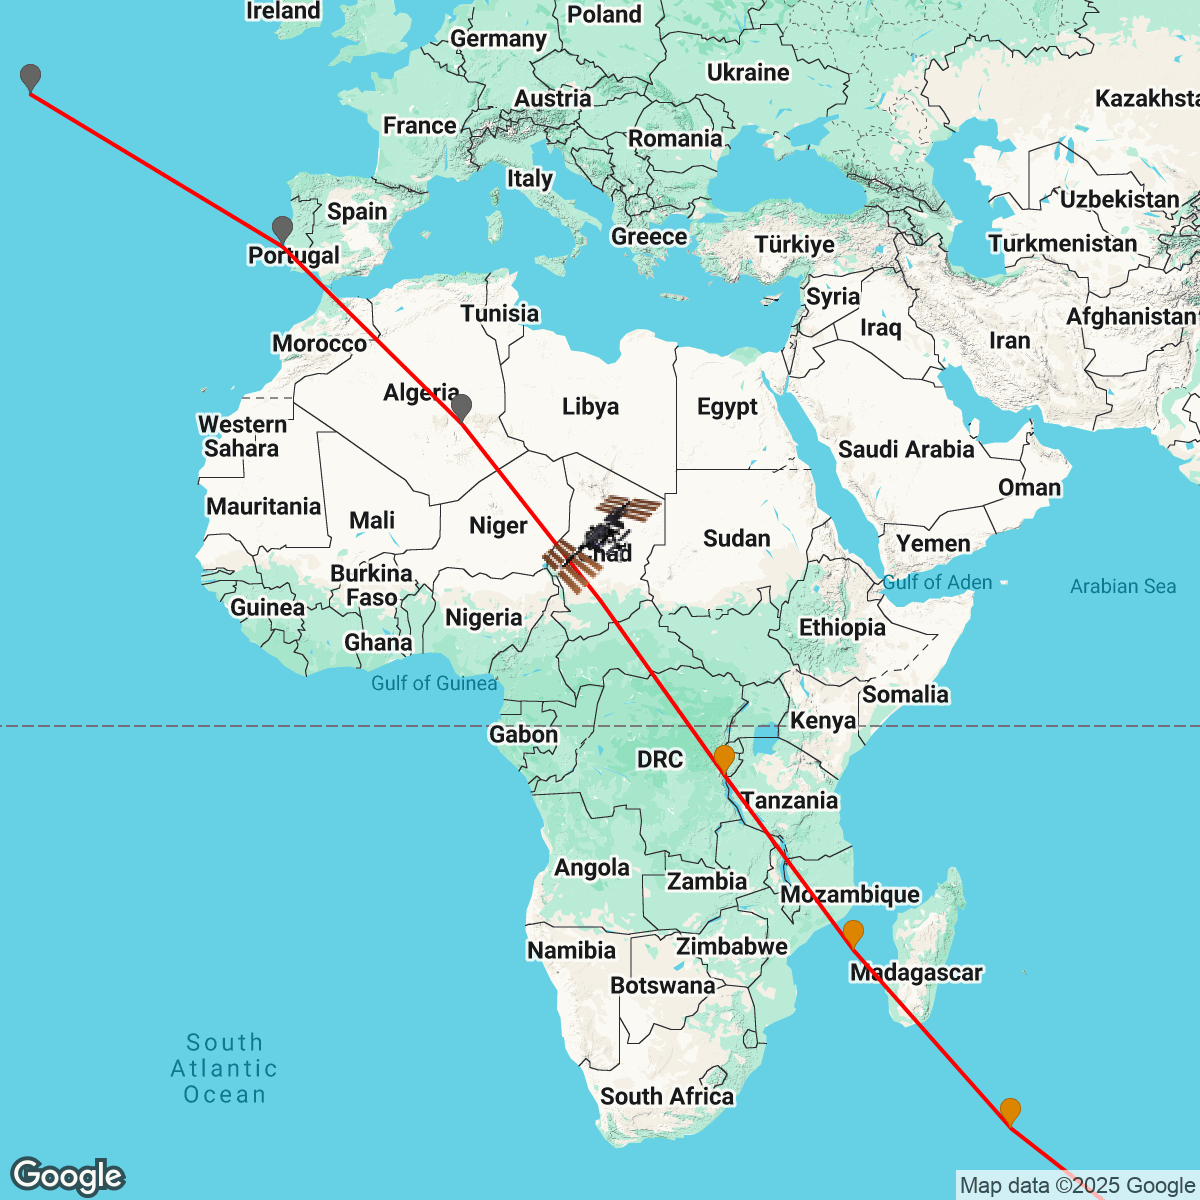 Ireland
Poland
Germany
Ukraine
Austria
Kazakhsta
France
Romania
Italy
Uzbekistan
Spain
Greece
Türkiye
Turkmenistan
Portugal
Syria
Tunisia
Iraq
Afghanistan
Morocco
Iran
Algeria
Libya
Egypt
Western
Sahara
Saudi Arabia
Oman
Mauritania
Mali
Niger
Sudan
Yemen
had
Burkina
Faso
Gulf of Aden
Arabian Sea
Guinea
Nigeria
Ethiopia
Ghana
Gulf of Guinea
Somalia
Kenya
Gabon
DRC
Tanzania
Angola
Zambia
Mozambique
Namibia
Zimbabwe
Madagascar
Botswana
South
Atlantic
Ocean
South Africa
Google
Map data ©2025 Google